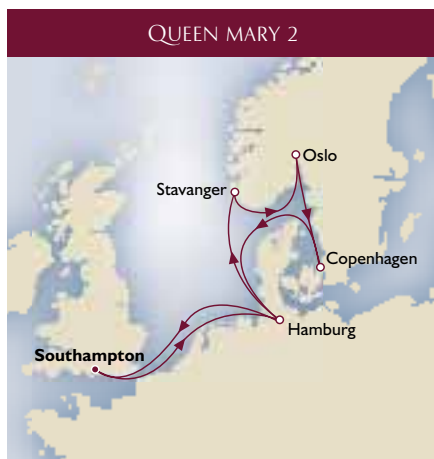 QUEEN MARY 2
Oslo
Stavanger
Copenhagen
Hamburg
Southampton